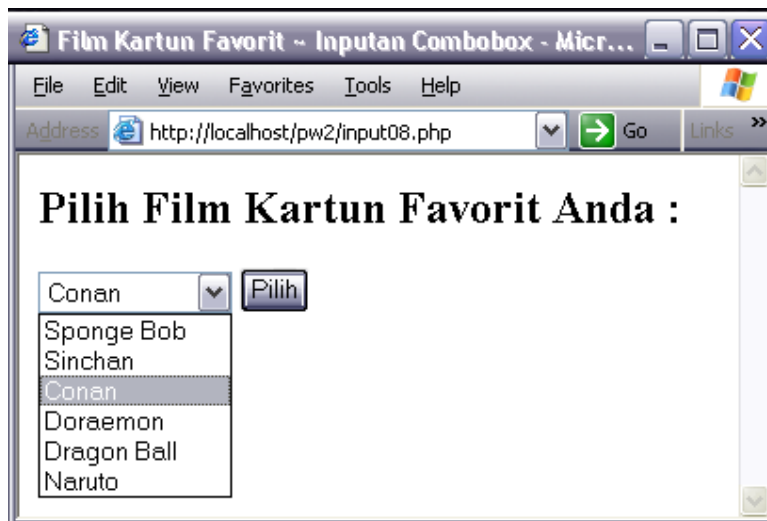 Film Kartun Favorit ~ Inputan Combobox - Micr...
File Edit View Favorites Tools Help
Address http://localhost/pw2/input08.php Go Links »
Pilih Film Kartun Favorit Anda :
Conan Pilih
Sponge Bob
Sinchan
Conan
Doraemon
Dragon Ball
Naruto